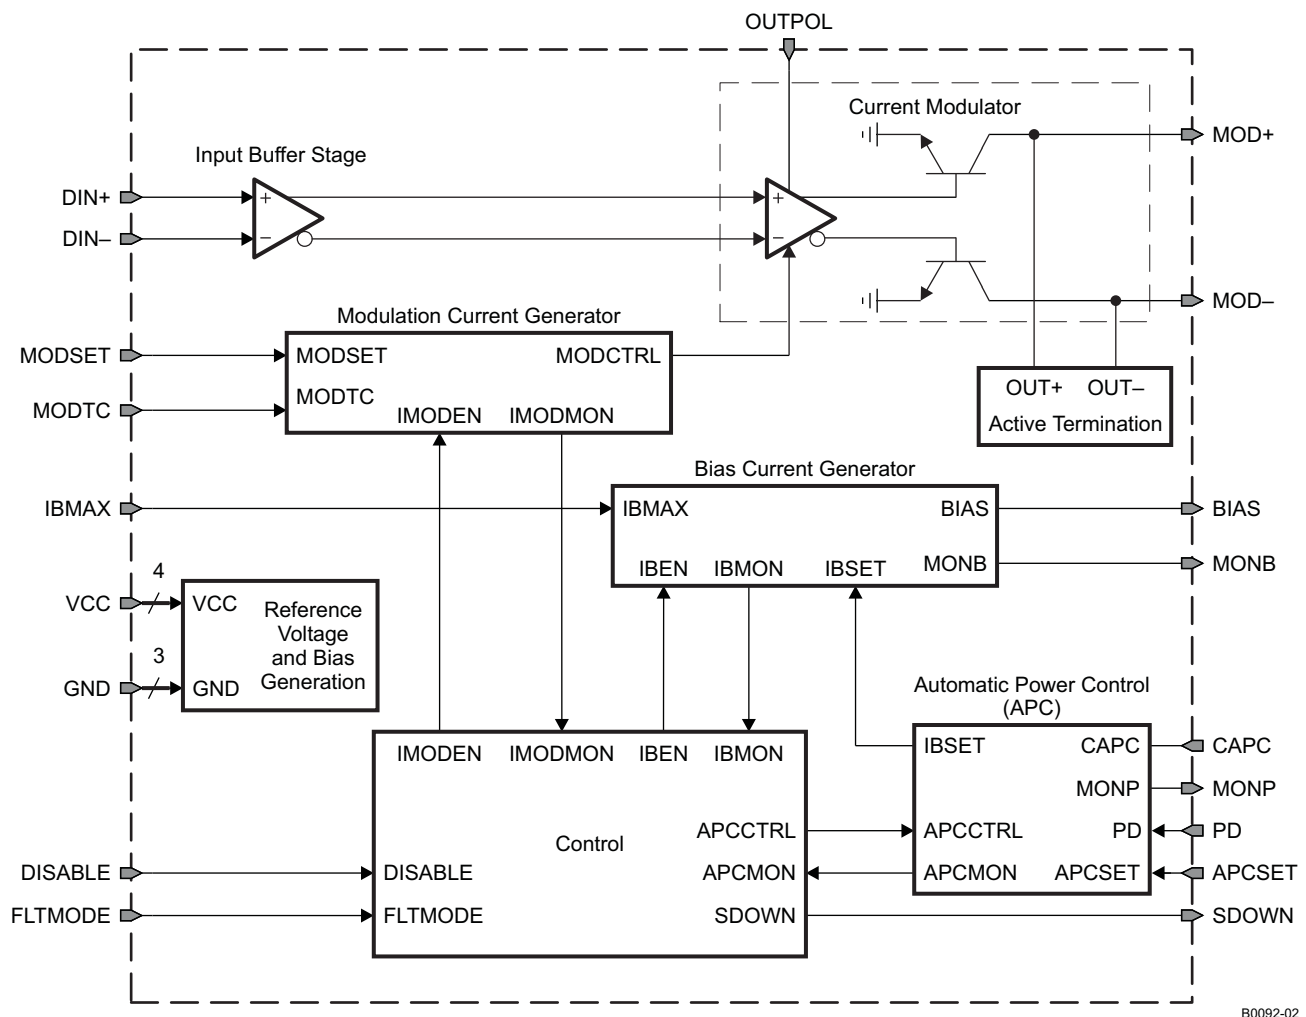 OUTPOL
Current Modulator
MOD+
Input Buffer Stage
DIN+
+
+
DIN–
–
–
MOD–
Modulation Current Generator
MODSET
MODSET
MODCTRL
MODTC
MODTC
IMODEN
IMODMON
OUT+
OUT–
Active Termination
Bias Current Generator
IBMAX
IBMAX
BIAS
BIAS
IBEN
IBMON
IBSET
MONB
MONB
4
VCC
VCC
Reference
Voltage
and Bias
Generation
3
GND
GND
Automatic Power Control
(APC)
IMODEN
IMODMON
IBEN
IBMON
IBSET
CAPC
CAPC
MONP
MONP
Control
APCCTRL
APCCTRL
PD
PD
DISABLE
DISABLE
APCMON
APCMON
APCSET
APCSET
FLTMODE
FLTMODE
SDOWN
SDOWN
B0092-02